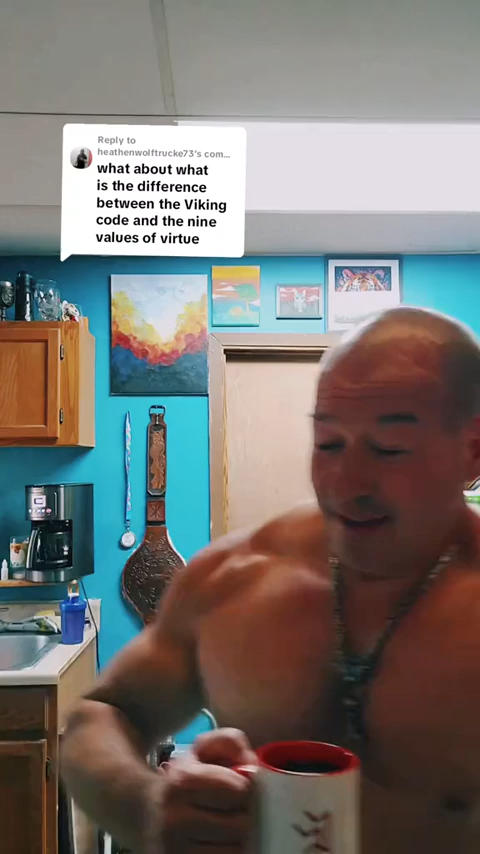 Reply to
heathenwolftrucke73's com...
what about what
is the difference
between the Viking
code and the nine
values of virtue